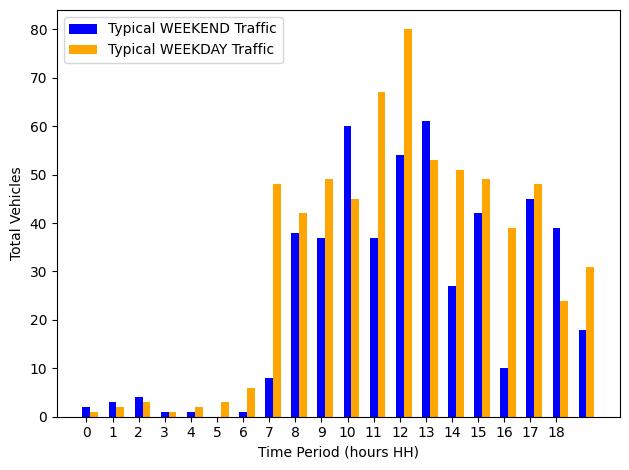 Typical WEEKEND Traffic
Typical WEEKDAY Traffic
80
70
60
50
40
30
20
10
0
Total Vehicles
0 1 2 3 4 5 6 7 8 9 10 11 12 13 14 15 16 17 18
Time Period (hours HH)